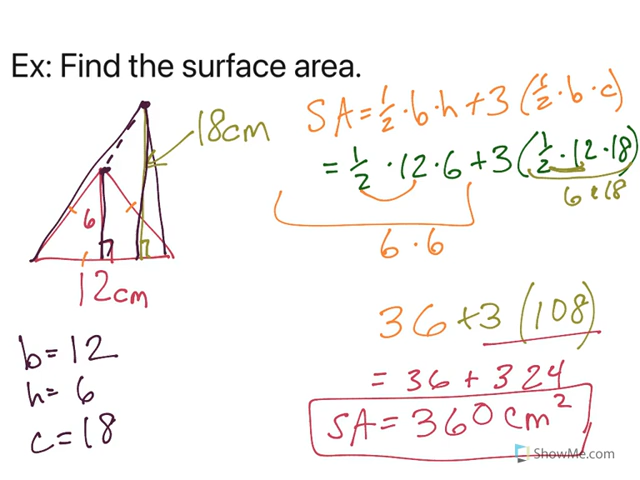 Ex: Find the surface area.
18cm
SA = 1/2 · b · h + 3 (1/2 · b · c)
= 1/2 · 12 · 6 + 3 (1/2 · 12 · 18)
6 · 18
6
6 · 6
12cm
36 + 3 (108)
b = 12
= 36 + 324
h = 6
SA = 360 cm²
c = 18
ShowMe.com